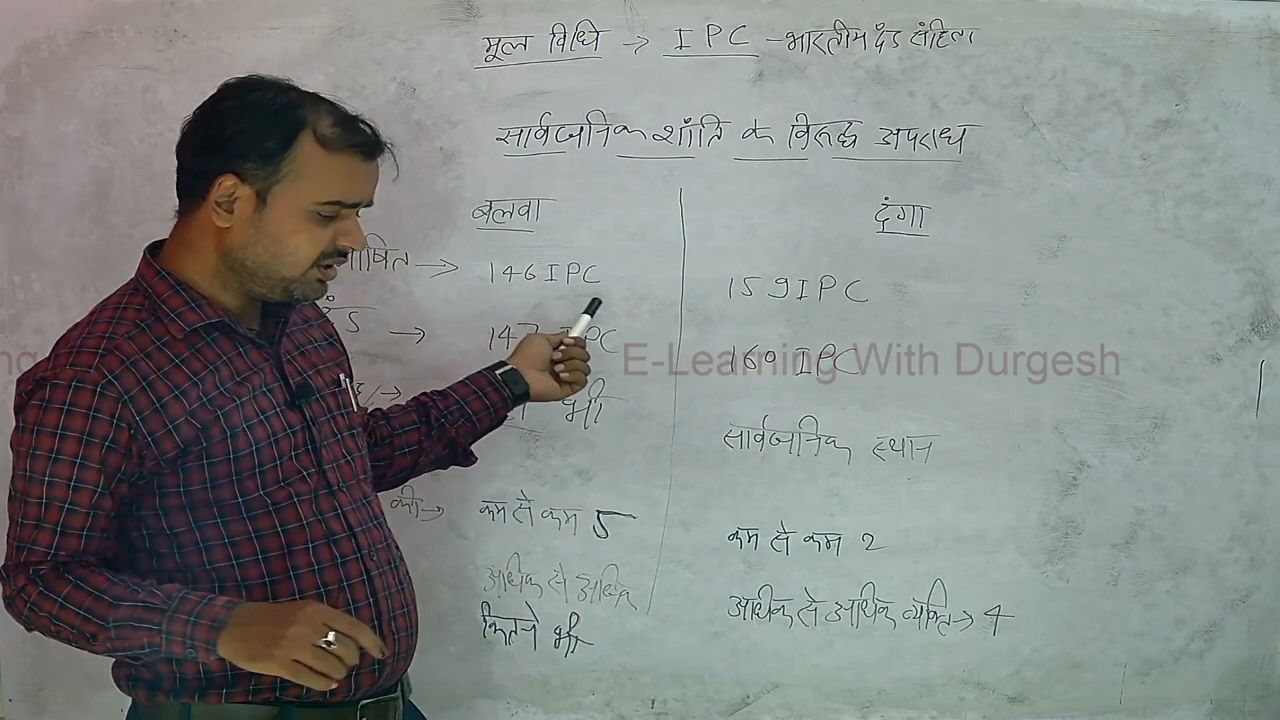 मूल विधि → IPC - भारतीय दंड संहिता
सार्वजनिक शांति के विरुद्ध अपराध
बलवा
दंगा
→ 146 IPC
159 IPC
→ 147 IPC
160 IPC
E-Learning With Durgesh
→ भी
सार्वजनिक स्थान
की → कम से कम 5
कम से कम 2
अधिक से अधिक
अधिक से अधिक व्यक्ति → 4
कितने भी